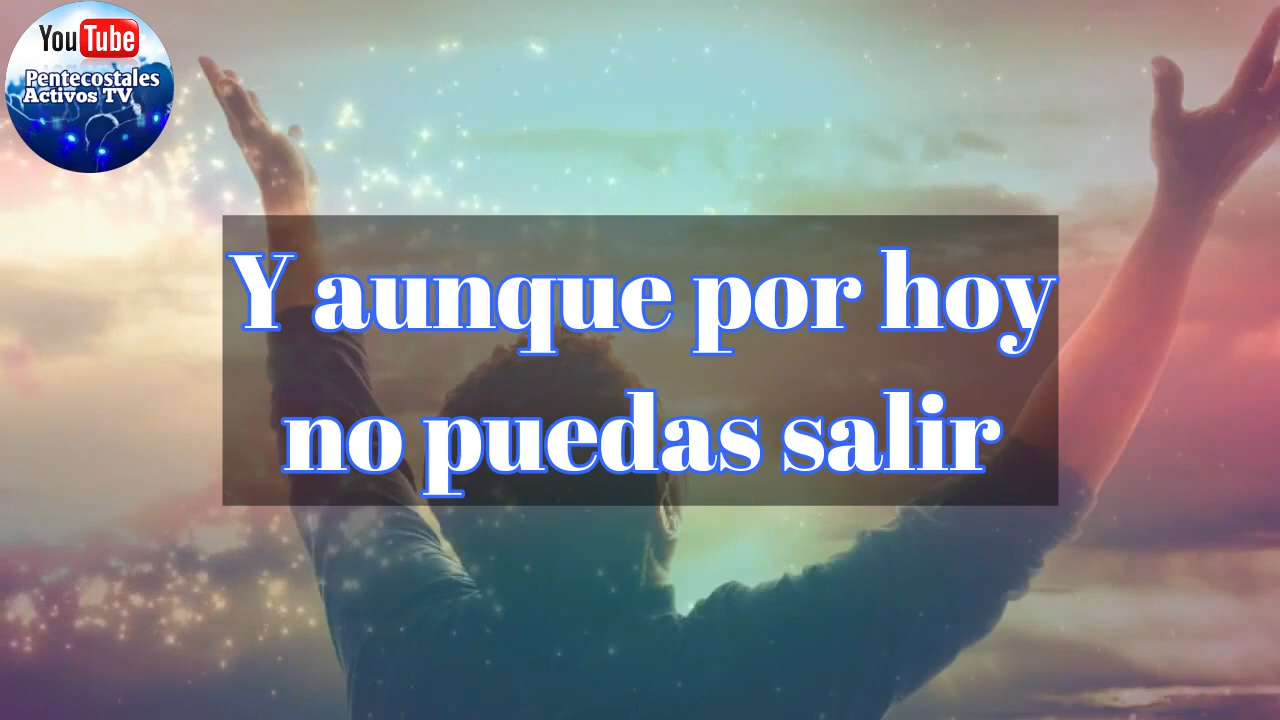 YouTube
Pentecostales
Activos TV
Y aunque por hoy
no puedas salir